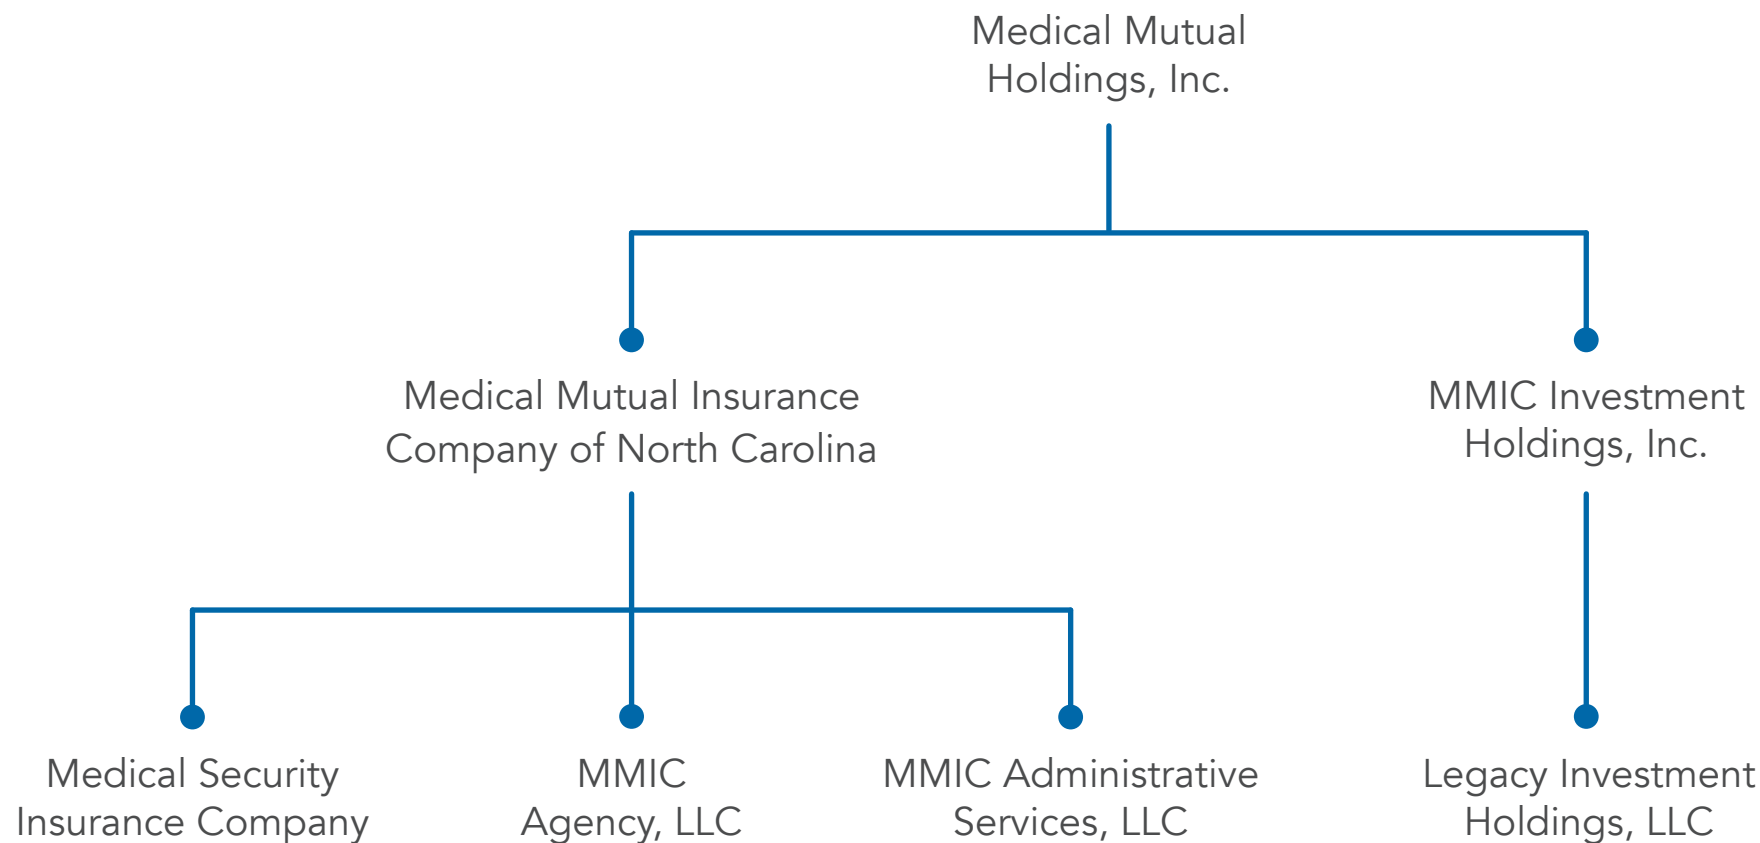 Medical Mutual
Holdings, Inc.
Medical Mutual Insurance
Company of North Carolina
MMIC Investment
Holdings, Inc.
Medical Security
Insurance Company
MMIC
Agency, LLC
MMIC Administrative
Services, LLC
Legacy Investment
Holdings, LLC